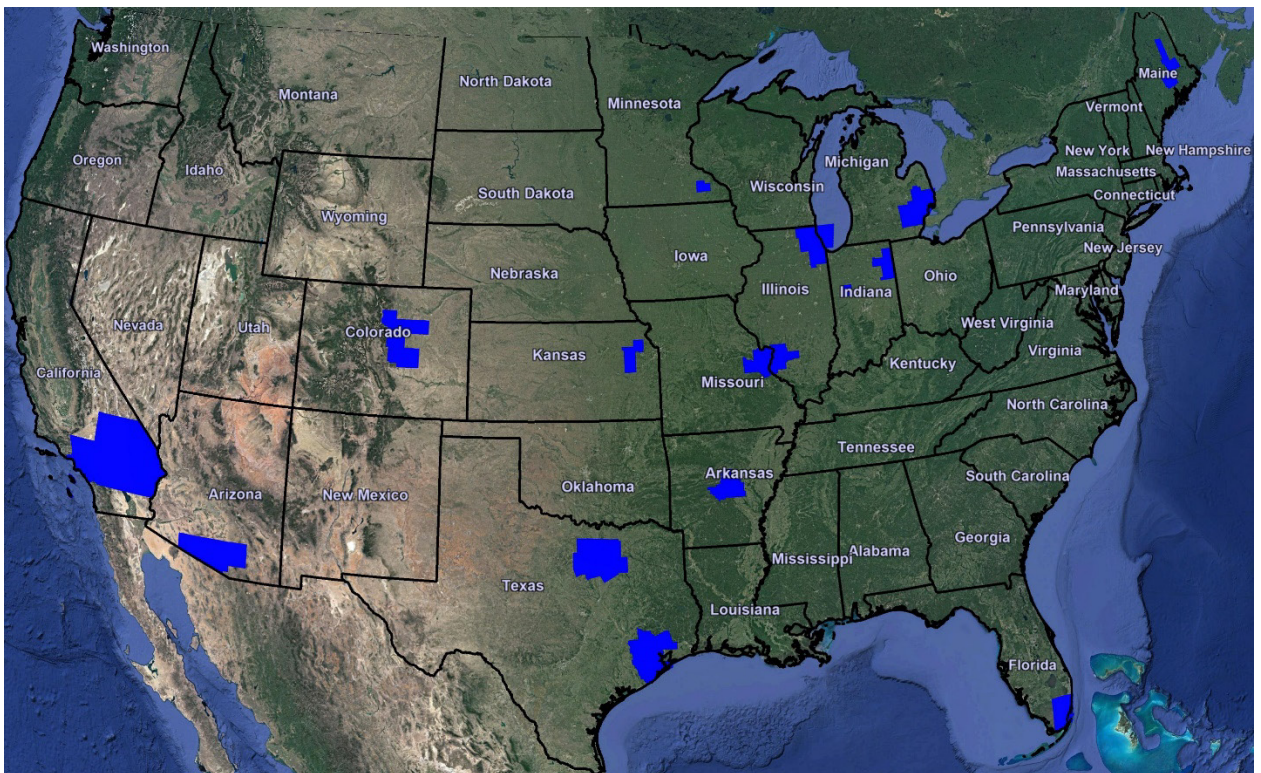 Washington
Montana
North Dakota
Minnesota
Maine
Vermont
Oregon
Idaho
Michigan
New York
New Hampshire
Massachusetts
Wisconsin
South Dakota
Connecticut
Wyoming
Pennsylvania
New Jersey
Iowa
Nebraska
Ohio
Illinois
Indiana
Maryland
Nevada
Utah
Colorado
West Virginia
Kansas
Virginia
Kentucky
California
Missouri
North Carolina
Tennessee
Arkansas
South Carolina
Oklahoma
Arizona
New Mexico
Georgia
Mississippi
Alabama
Texas
Louisiana
Florida